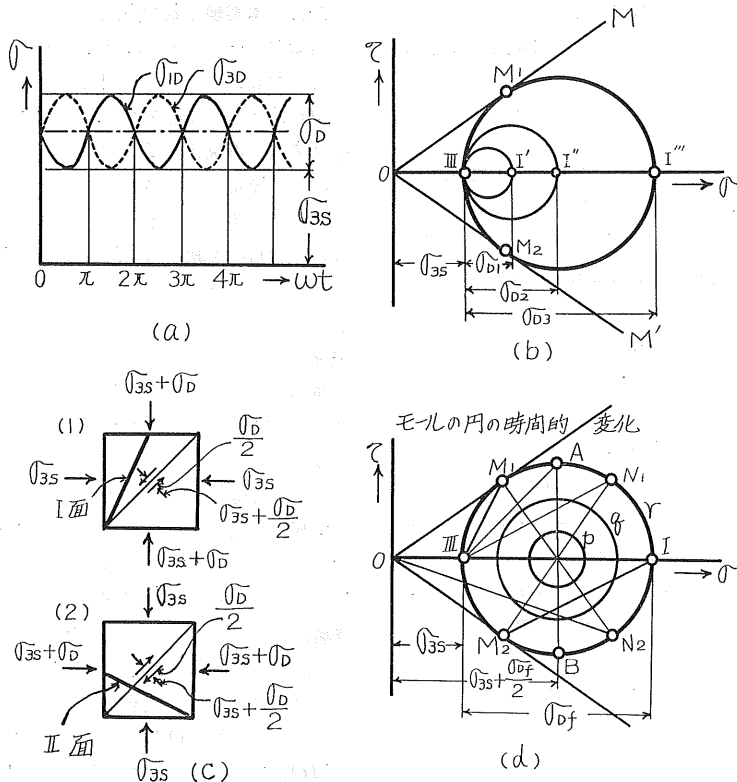 σ
σ1D
σ3D
σD
σ3S
0
π
2π
3π
4π
→ωt
(a)
τ
M
M1
III
I'
I"
I'''
0
→σ
M2
σ3S
σD1
σD2
σD3
M'
(b)
σ3S+σD
(1)
σD/2
σ3S
σ3S
I面
σ3S+σD/2
σ3S+σD
σ3S
(2)
σD/2
σ3S+σD
σ3S+σD
σ3S+σD/2
II面
σ3S
(c)
モールの円の時間的 変化
τ
A
M1
N1
r
q
p
III
I
0
→σ
M2
N2
B
σ3S
σ3S+σDf/2
σDf
(d)